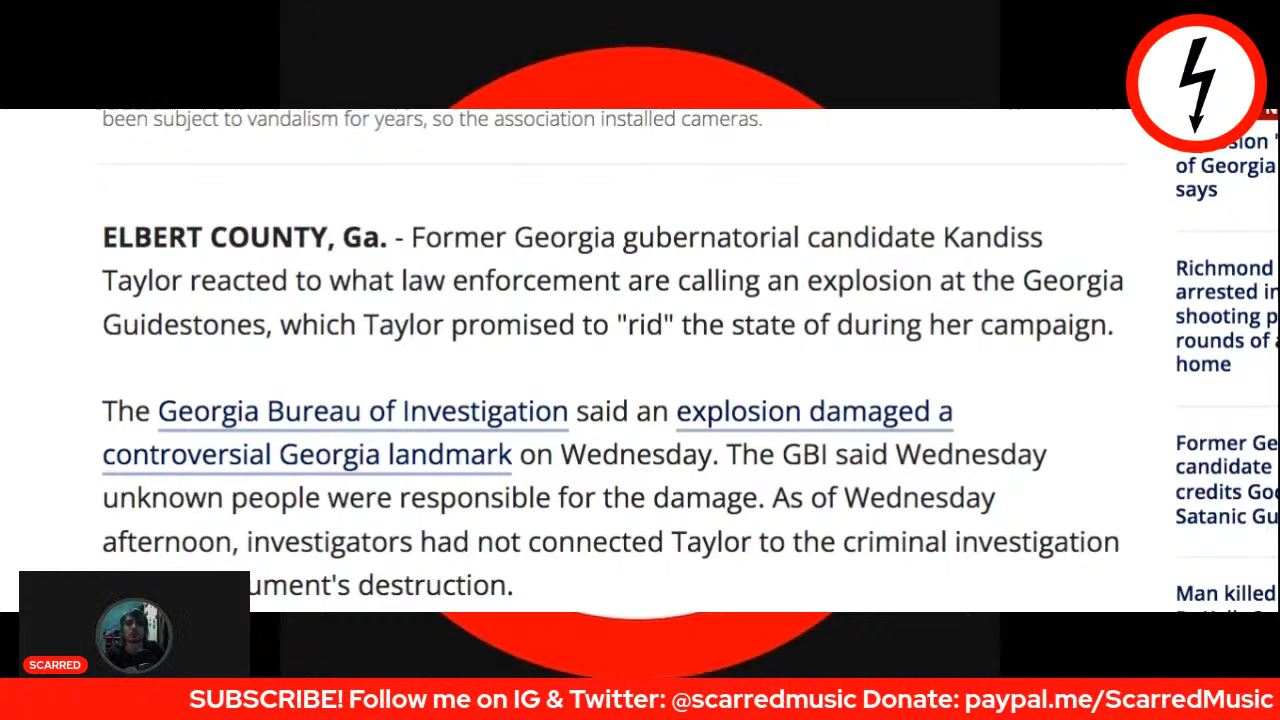 been subject to vandalism for years, so the association installed cameras.
ELBERT COUNTY, Ga. - Former Georgia gubernatorial candidate Kandiss
Taylor reacted to what law enforcement are calling an explosion at the Georgia
Guidestones, which Taylor promised to "rid" the state of during her campaign.
The Georgia Bureau of Investigation said an explosion damaged a
controversial Georgia landmark on Wednesday. The GBI said Wednesday
unknown people were responsible for the damage. As of Wednesday
afternoon, investigators had not connected Taylor to the criminal investigation
ument's destruction.
of Georgia
says
Richmond
arrested in
shooting p
rounds of
home
Former Ge
candidate
credits Go
Satanic Gu
Man killed
SCARRED
SUBSCRIBE! Follow me on IG & Twitter: @scarredmusic Donate: paypal.me/ScarredMusic